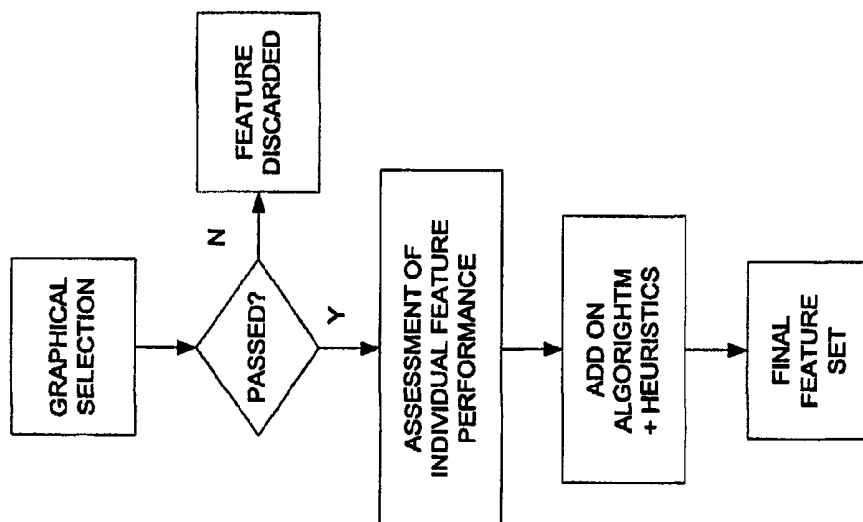 GRAPHICAL
SELECTION
PASSED?
N
FEATURE
DISCARDED
Y
ASSESSMENT OF
INDIVIDUAL FEATURE
PERFORMANCE
ADD ON
ALGORIGHTM
+ HEURISTICS
FINAL
FEATURE
SET